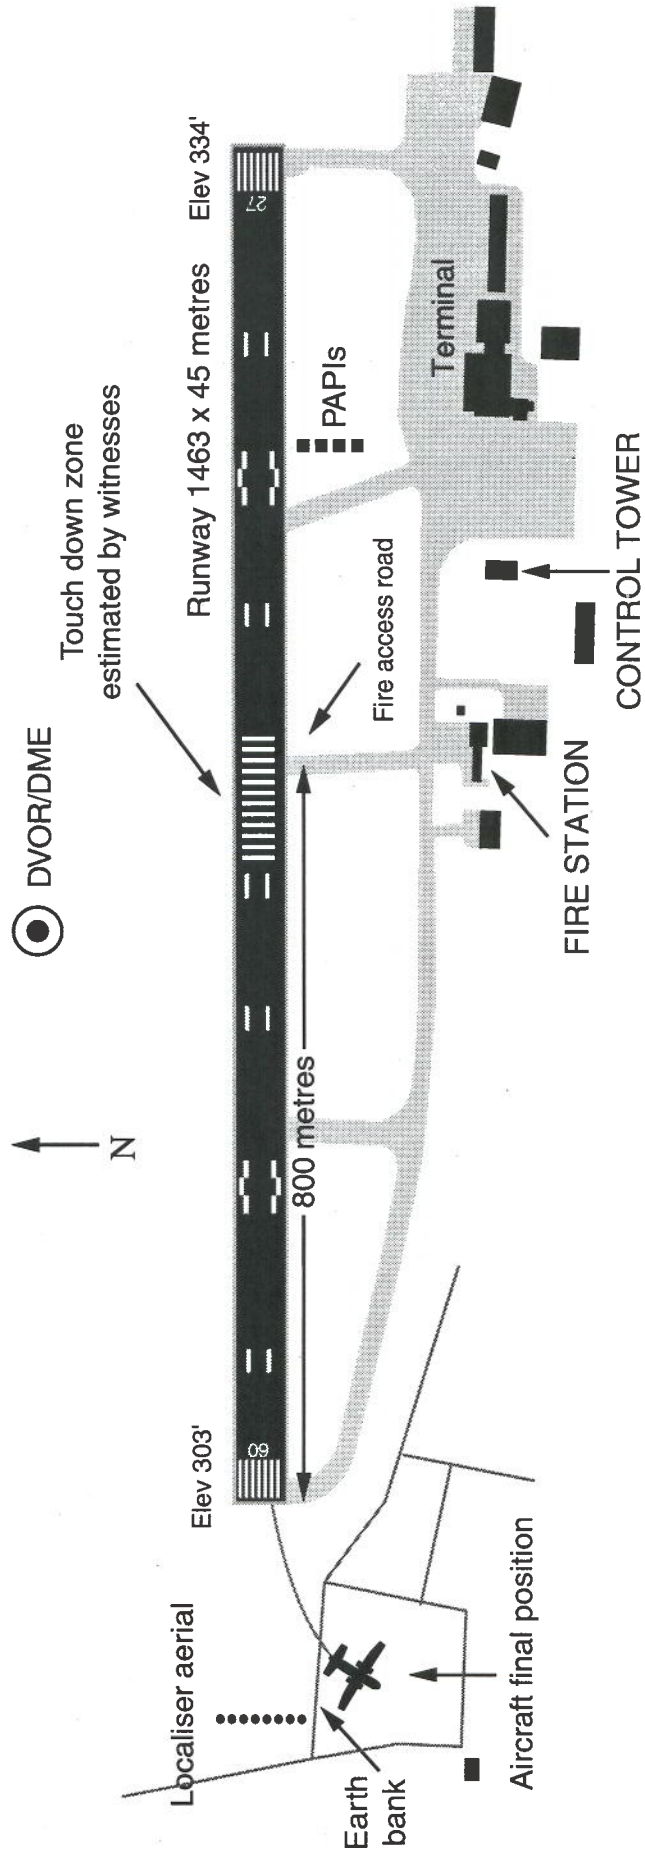 DVOR/DME
N
Touch down zone
estimated by witnesses
Elev 303'
Runway 1463 x 45 metres
Elev 334'
09
27
Localiser aerial
800 metres
PAPIs
Fire access road
Terminal
Earth
bank
Aircraft final position
FIRE STATION
CONTROL TOWER